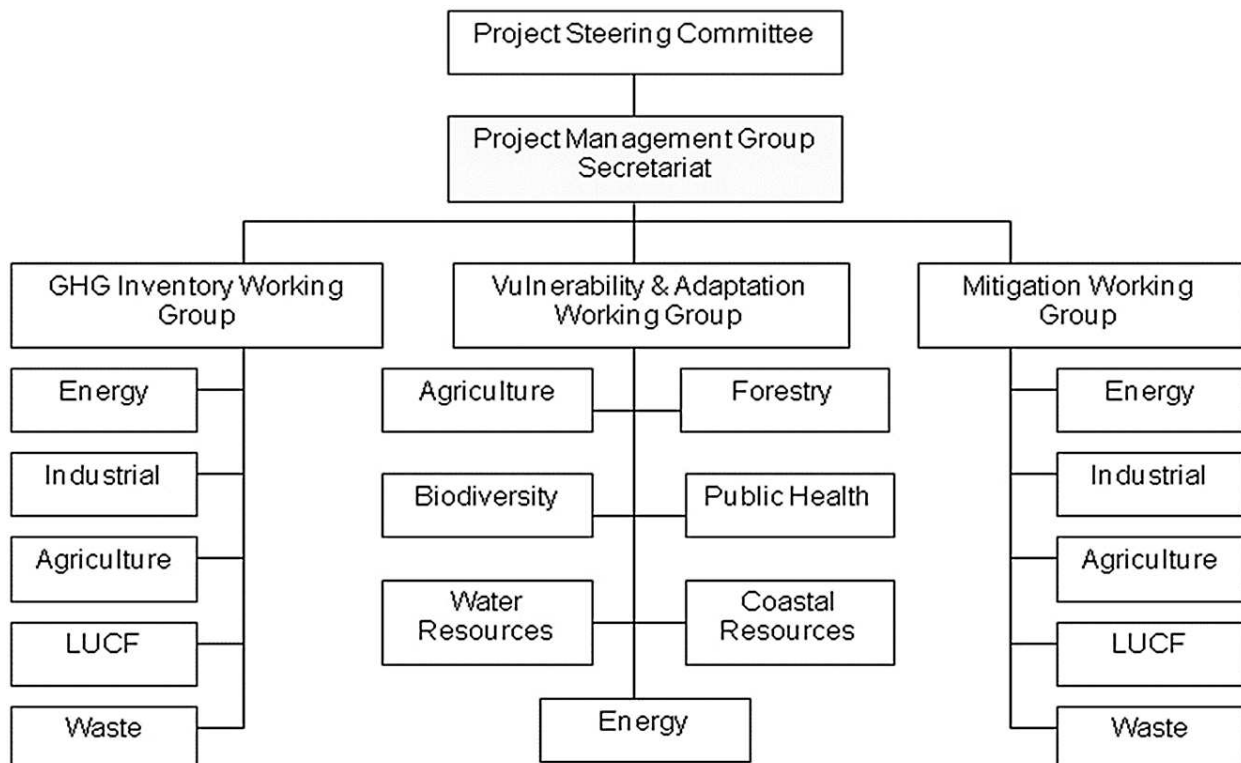 Project Steering Committee
Project Management Group
Secretariat
GHG Inventory Working
Group
Vulnerability & Adaptation
Working Group
Mitigation Working
Group
Energy
Industrial
Agriculture
LUCF
Waste
Agriculture
Forestry
Biodiversity
Public Health
Water
Resources
Coastal
Resources
Energy
Energy
Industrial
Agriculture
LUCF
Waste